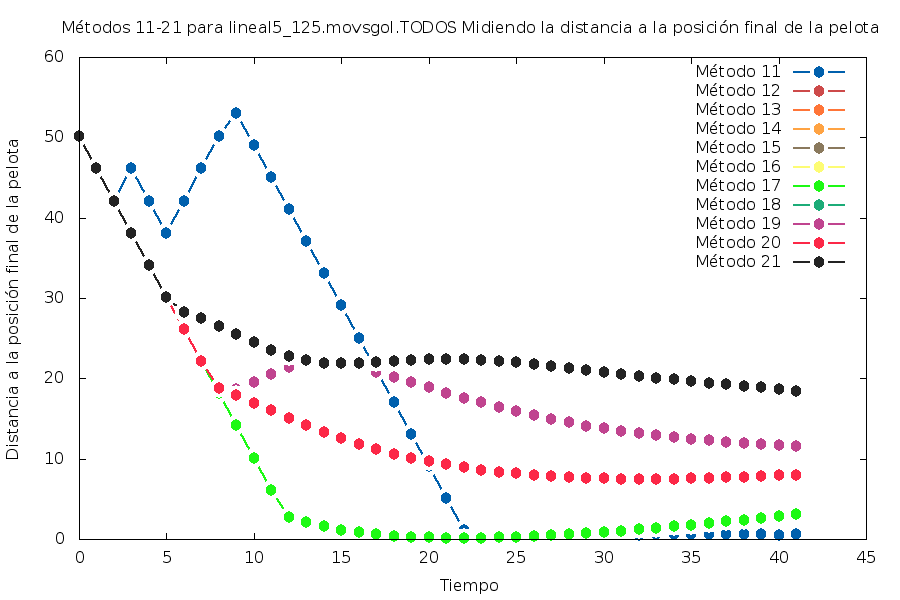 Métodos 11-21 para lineal5_125.movsgol.TODOS Midiendo la distancia a la posición final de la pelota
60
50
40
30
20
10
0
Distancia a la posición final de la pelota
Método 11
Método 12
Método 13
Método 14
Método 15
Método 16
Método 17
Método 18
Método 19
Método 20
Método 21
0 5 10 15 20 25 30 35 40 45
Tiempo